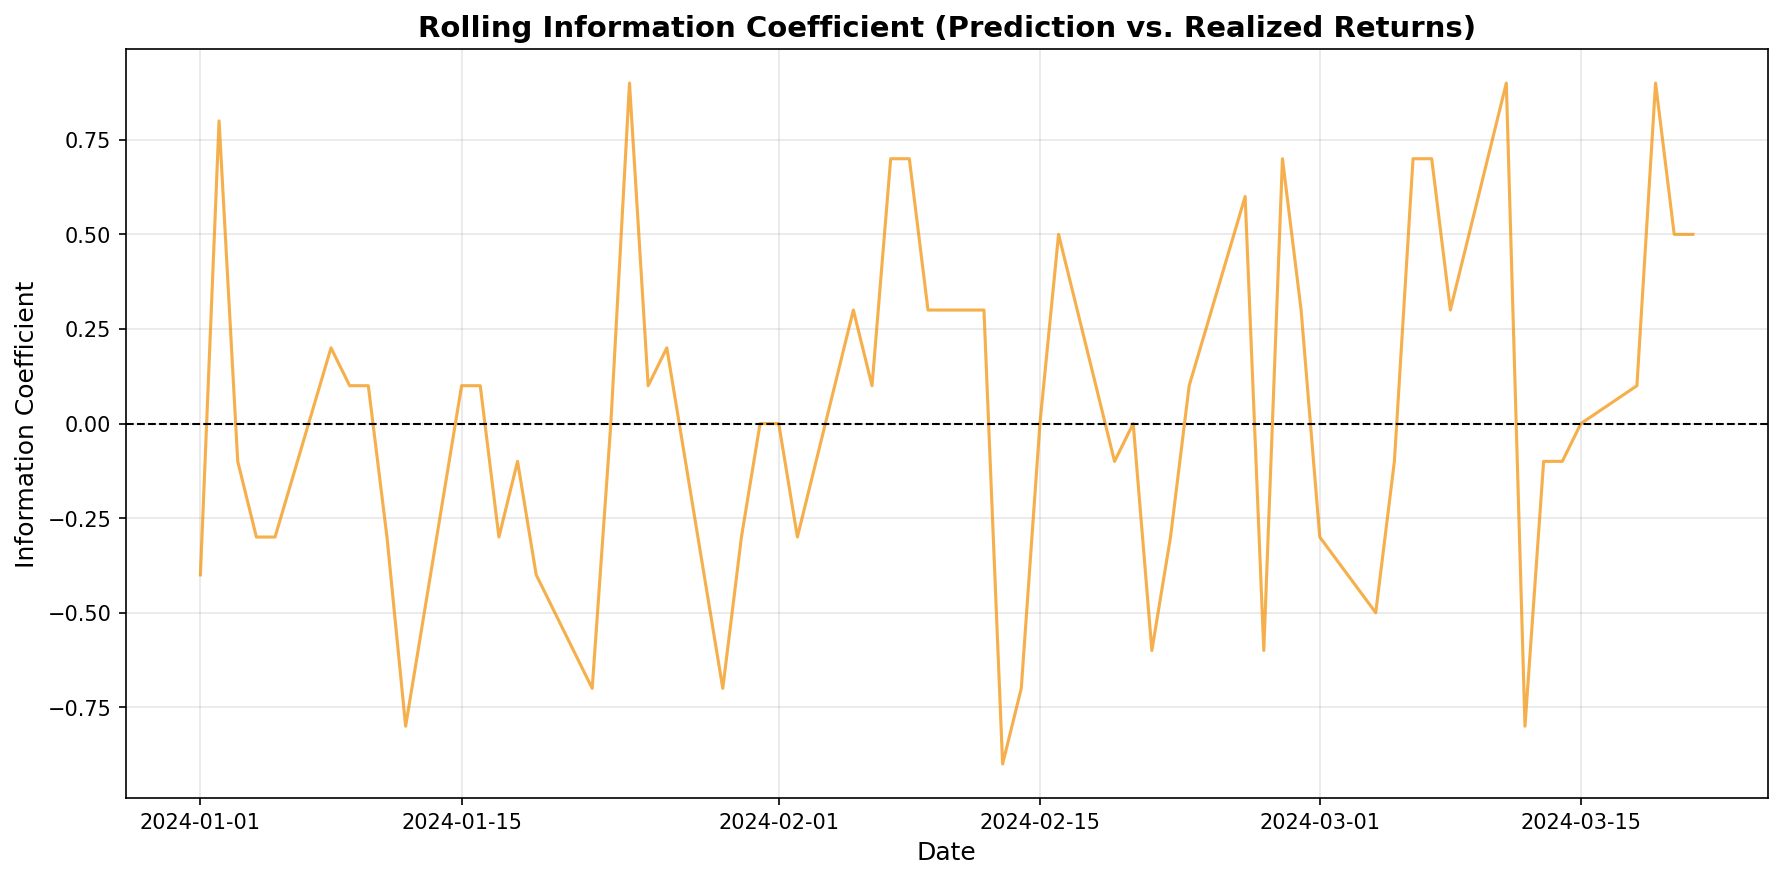 Rolling Information Coefficient (Prediction vs. Realized Returns)
Information Coefficient
0.75
0.50
0.25
0.00
−0.25
−0.50
−0.75
2024-01-01 2024-01-15 2024-02-01 2024-02-15 2024-03-01 2024-03-15
Date